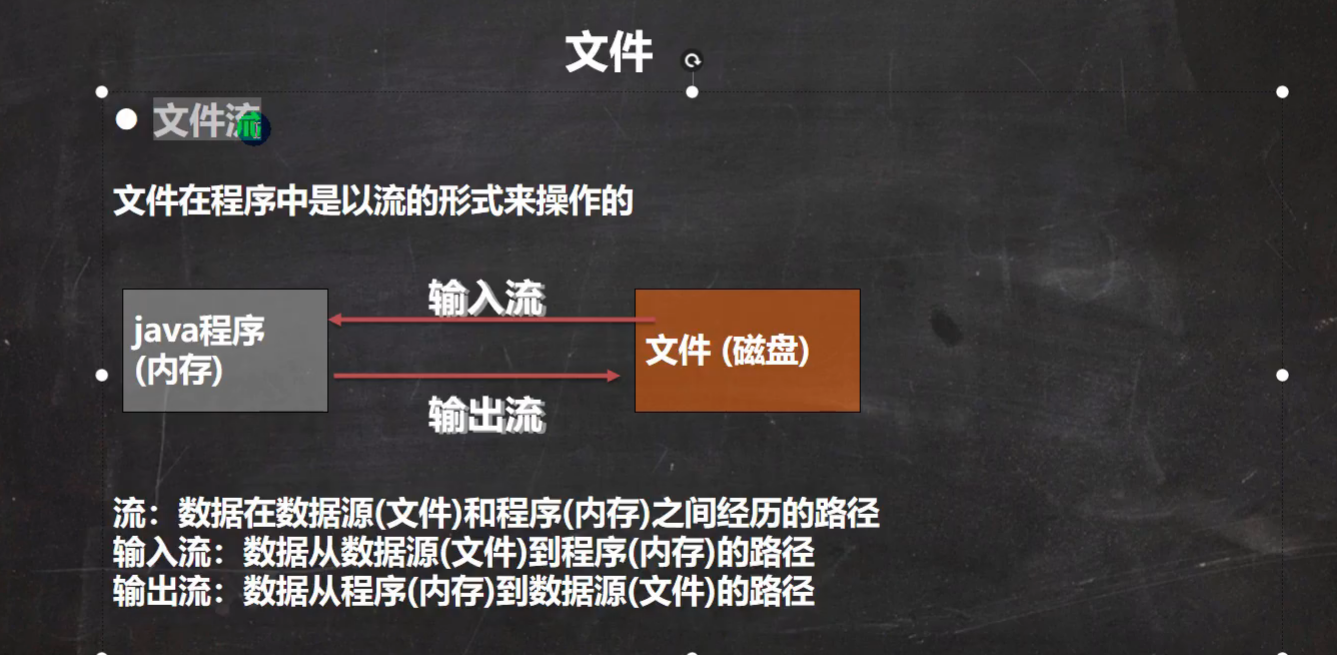 文件
文件流
文件在程序中是以流的形式来操作的
输入流
java程序
(内存)
文件 (磁盘)
输出流
流：数据在数据源(文件)和程序(内存)之间经历的路径
输入流：数据从数据源(文件)到程序(内存)的路径
输出流：数据从程序(内存)到数据源(文件)的路径